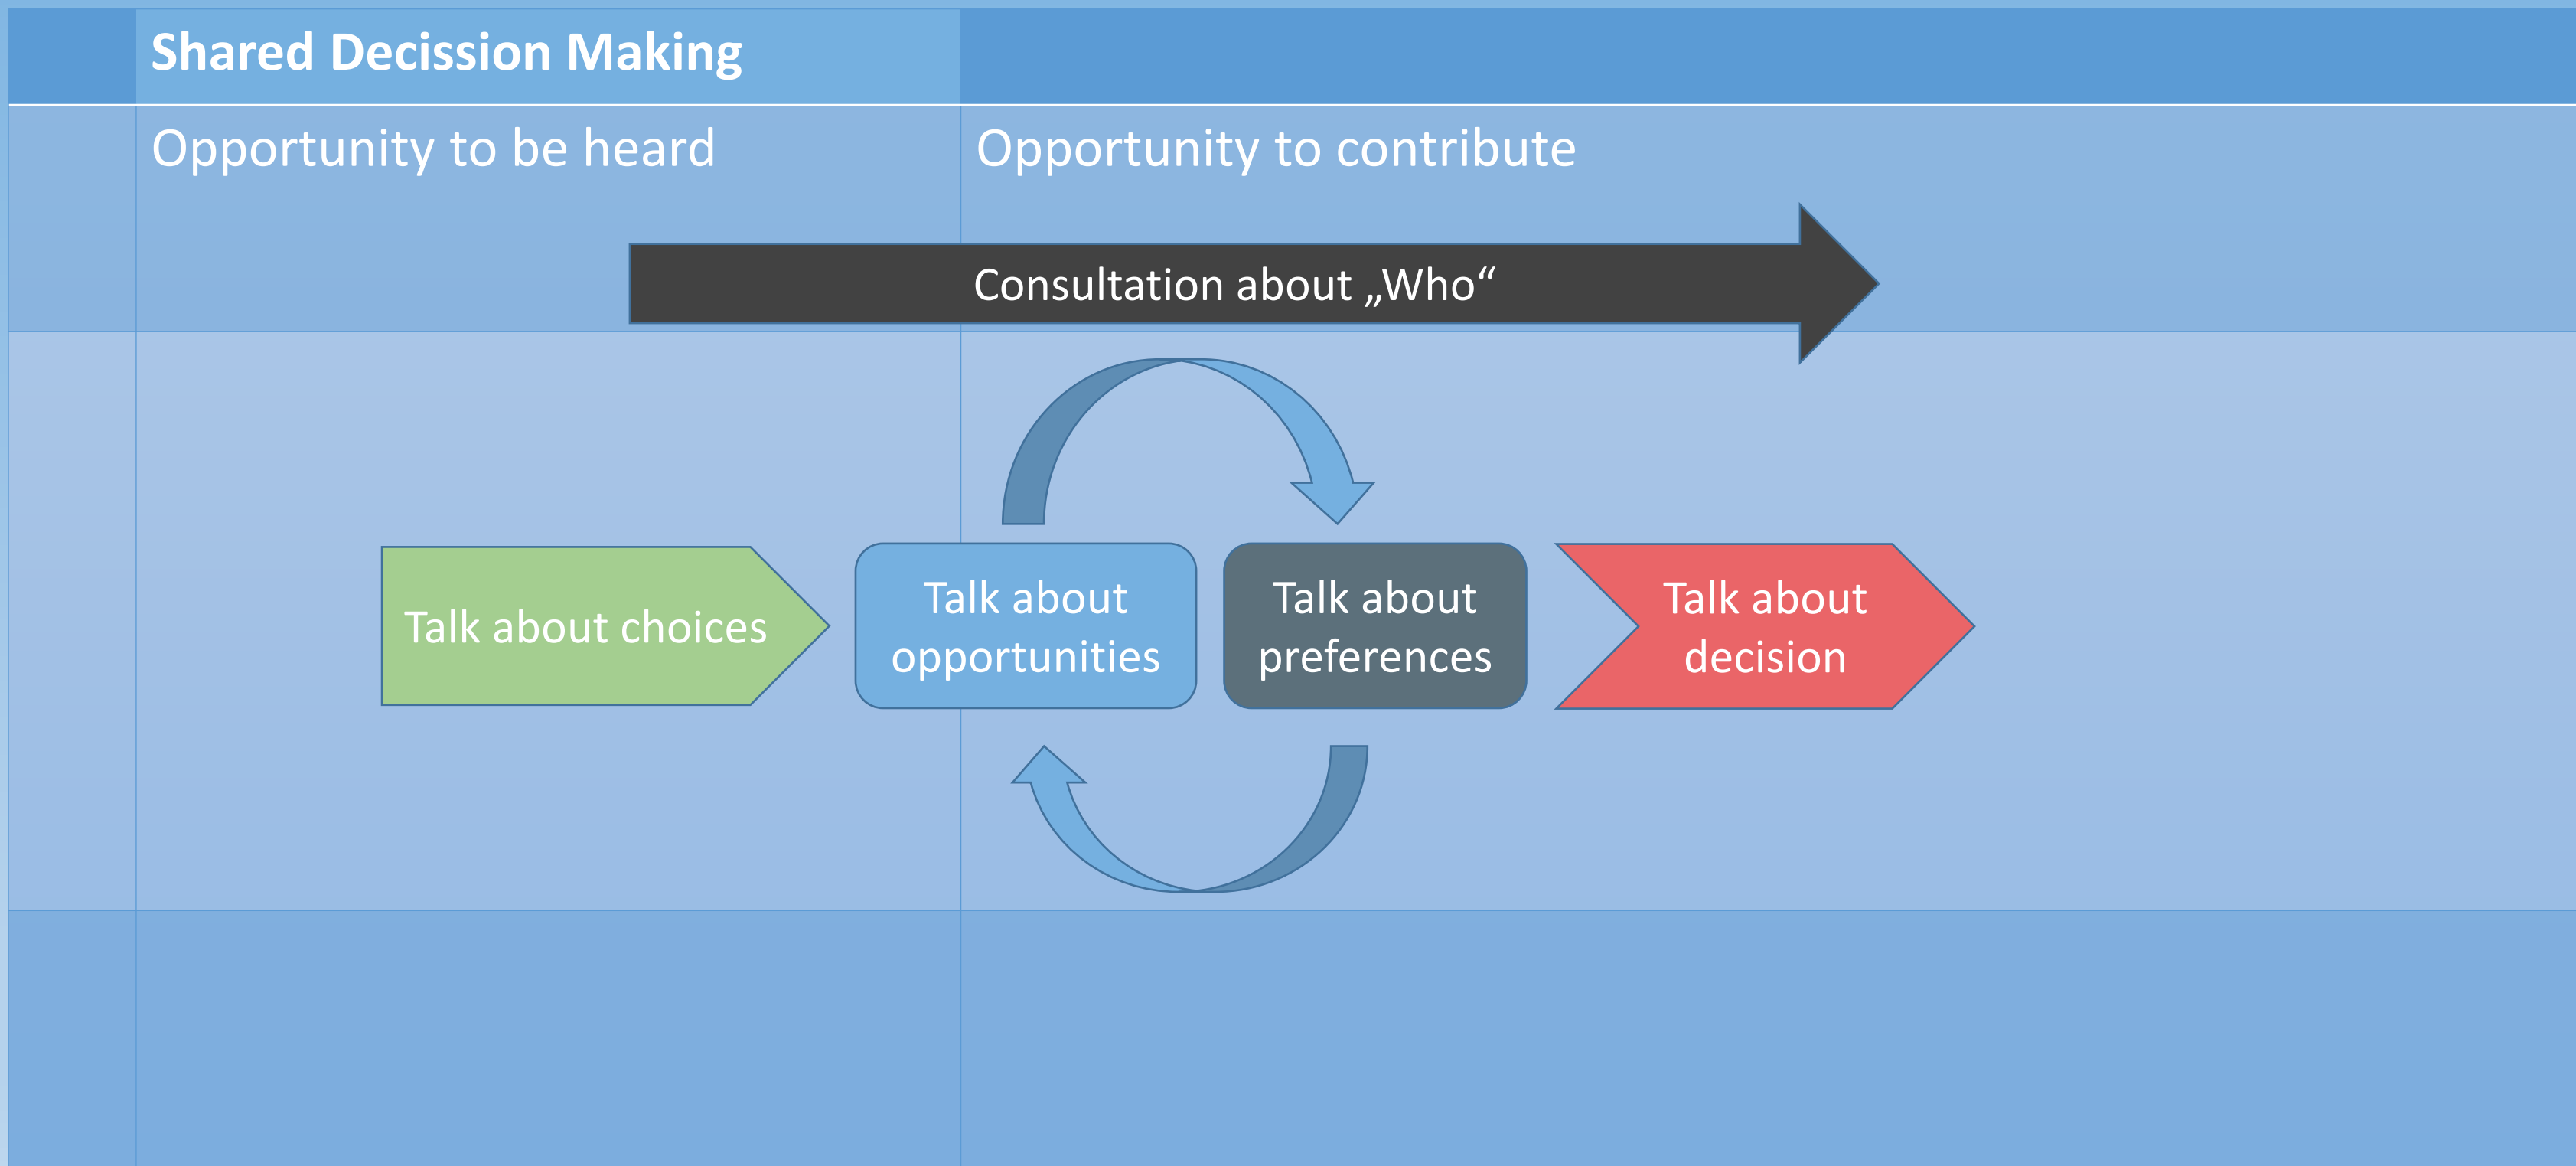 Shared Decission Making
Opportunity to be heard
Opportunity to contribute
Consultation about „Who“
Talk about choices
Talk about
opportunities
Talk about
preferences
Talk about
decision